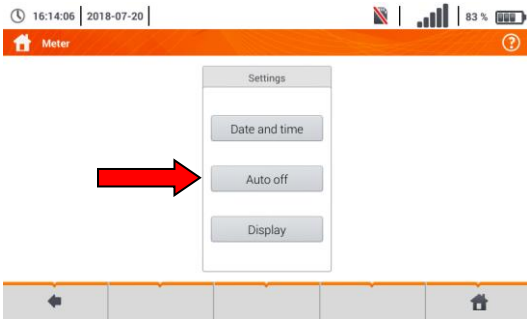 16:14:06 2018-07-20 83 %
Meter ?
Settings
Date and time
Auto off
Display